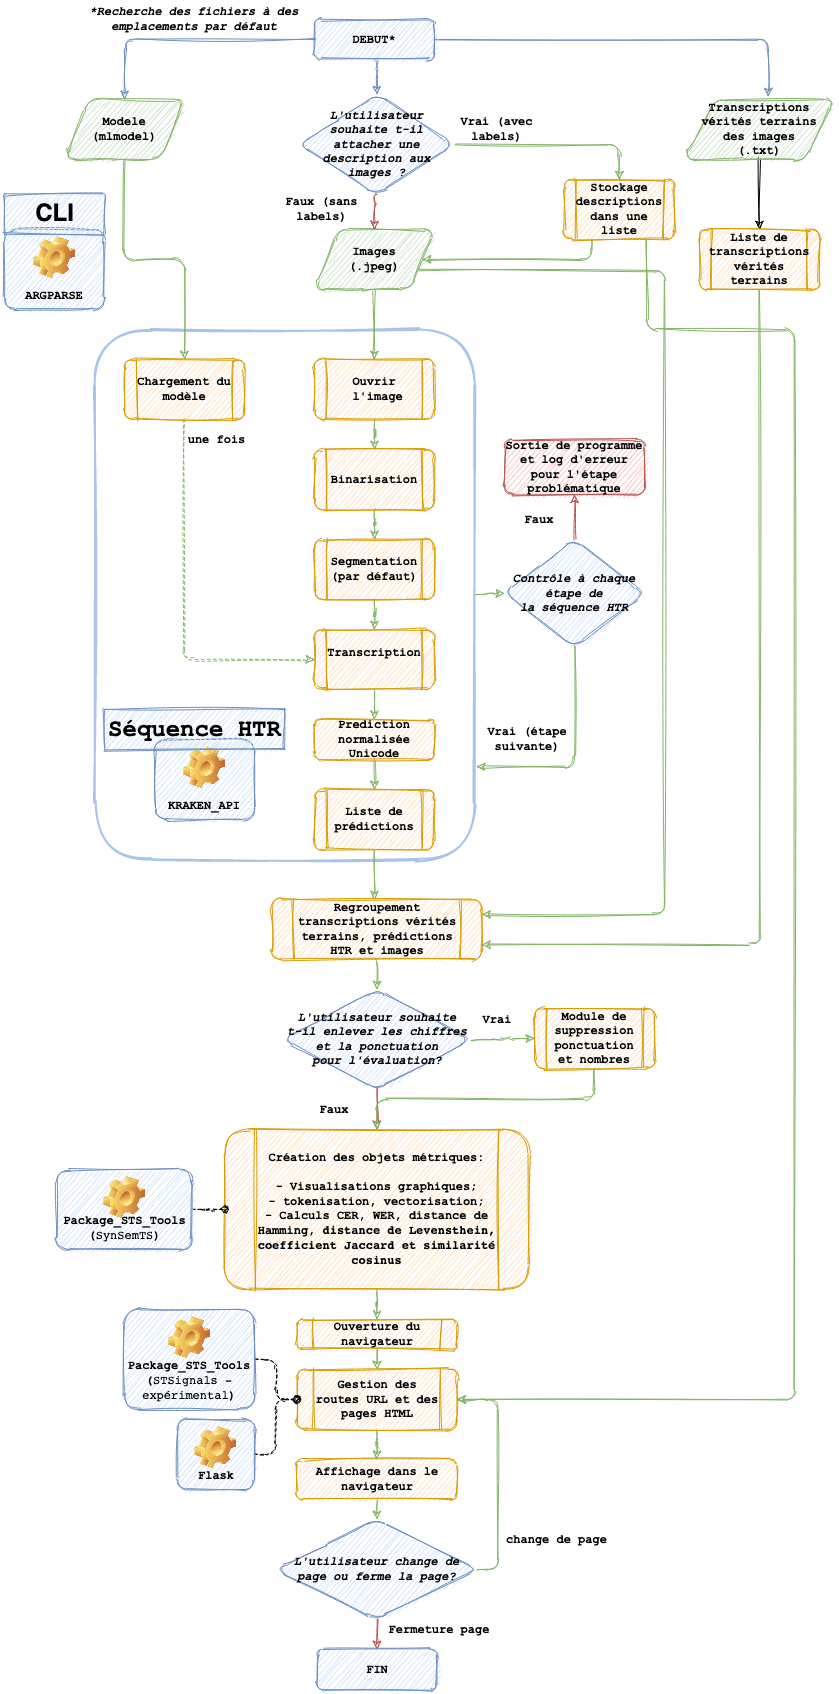 *Recherche des fichiers à des
emplacements par défaut
DEBUT*
Modele
(mlmodel)
L'utilisateur
souhaite t-il
attacher une
description aux
images ?
Vrai (avec
labels)
Transcriptions
vérités terrains
des images
(.txt)
Faux (sans
labels)
Stockage
descriptions
dans une
liste
CLI
ARGPARSE
Images
(.jpeg)
Liste de
transcriptions
vérités
terrains
Chargement du
modèle
Ouvrir
l'image
une fois
Binarisation
Sortie de programme
et log d'erreur
pour l'étape
problématique
Faux
Segmentation
(par défaut)
Contrôle à chaque
étape de
la séquence HTR
Transcription
Séquence HTR
KRAKEN_API
Prediction
normalisée
Unicode
Vrai (étape
suivante)
Liste de
prédictions
Regroupement
transcriptions vérités
terrains, prédictions
HTR et images
L'utilisateur souhaite
t-il enlever les chiffres
et la ponctuation
pour l'évaluation?
Vrai
Module de
suppression
ponctuation
et nombres
Faux
Création des objets métriques:
- Visualisations graphiques;
- tokenisation, vectorisation;
- Calculs CER, WER, distance de
Hamming, distance de Levensthein,
coefficient Jaccard et similarité
cosinus
Package_STS_Tools
(SynSemTS)
Ouverture du
navigateur
Package_STS_Tools
(STSignals -
expérimental)
Gestion des
routes URL et des
pages HTML
Flask
Affichage dans le
navigateur
change de page
L'utilisateur change de
page ou ferme la page?
Fermeture page
FIN